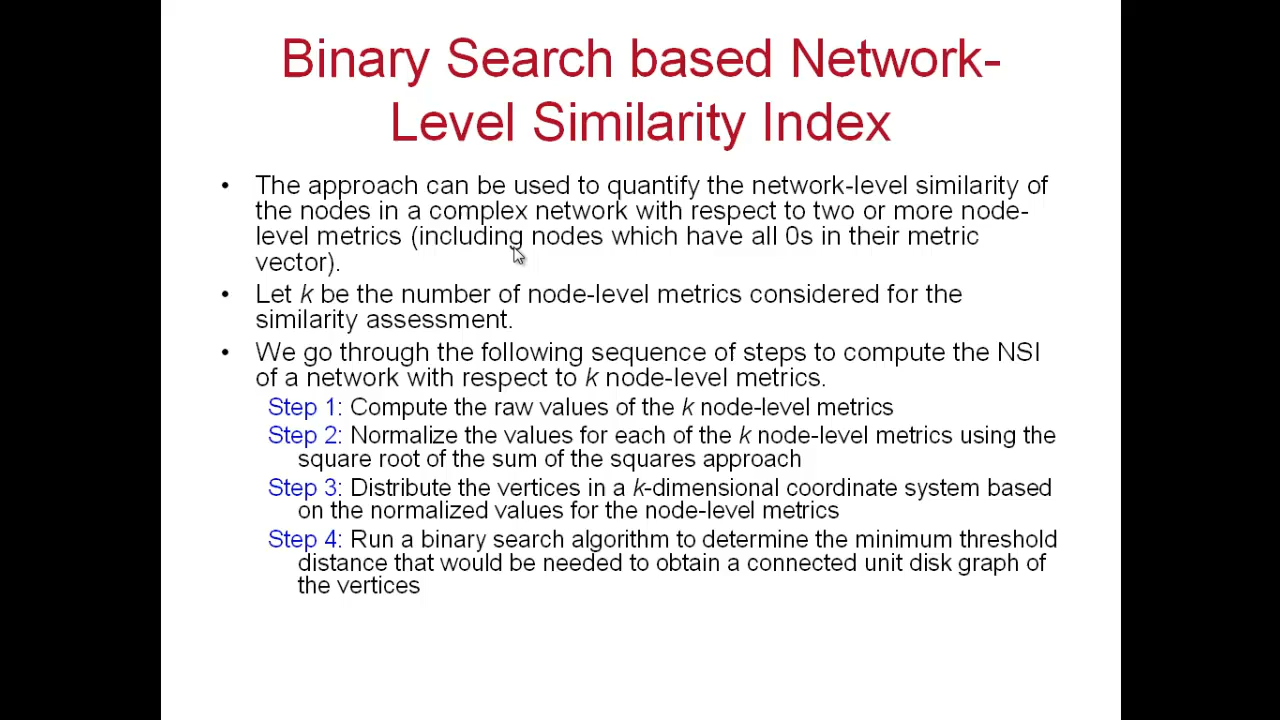 Binary Search based Network-
Level Similarity Index
• The approach can be used to quantify the network-level similarity of
the nodes in a complex network with respect to two or more node-
level metrics (including nodes which have all 0s in their metric
vector).
• Let k be the number of node-level metrics considered for the
similarity assessment.
• We go through the following sequence of steps to compute the NSI
of a network with respect to k node-level metrics.
Step 1: Compute the raw values of the k node-level metrics
Step 2: Normalize the values for each of the k node-level metrics using the
square root of the sum of the squares approach
Step 3: Distribute the vertices in a k-dimensional coordinate system based
on the normalized values for the node-level metrics
Step 4: Run a binary search algorithm to determine the minimum threshold
distance that would be needed to obtain a connected unit disk graph of
the vertices